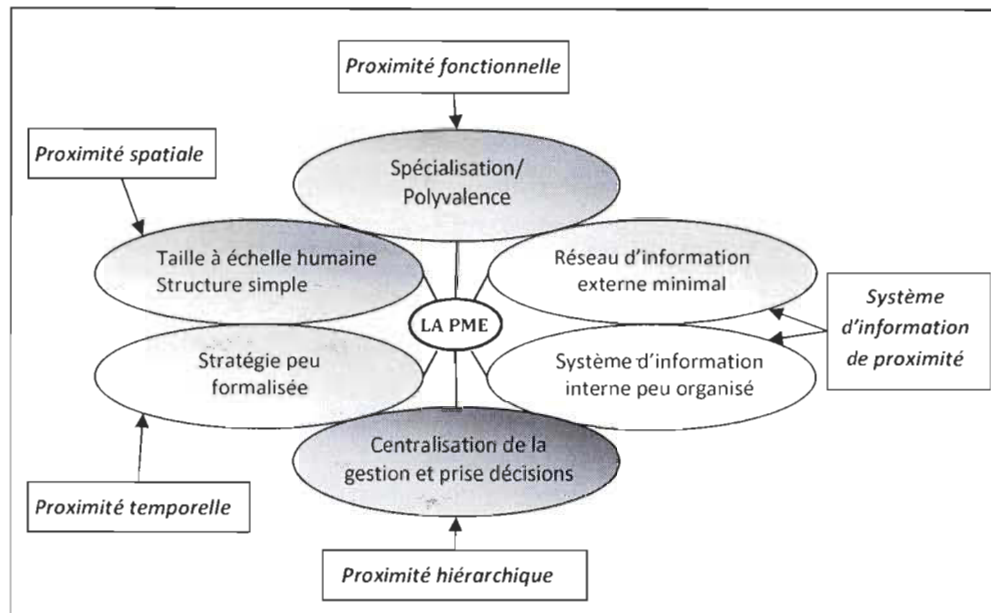 Proximité fonctionnelle
Proximité spatiale
Spécialisation/
Polyvalence
Taille à échelle humaine
Structure simple
Réseau d'information
externe minimal
LA PME
Système
d'information
de proximité
Stratégie peu
formalisée
Système d'information
interne peu organisé
Centralisation de la
gestion et prise décisions
Proximité temporelle
Proximité hiérarchique